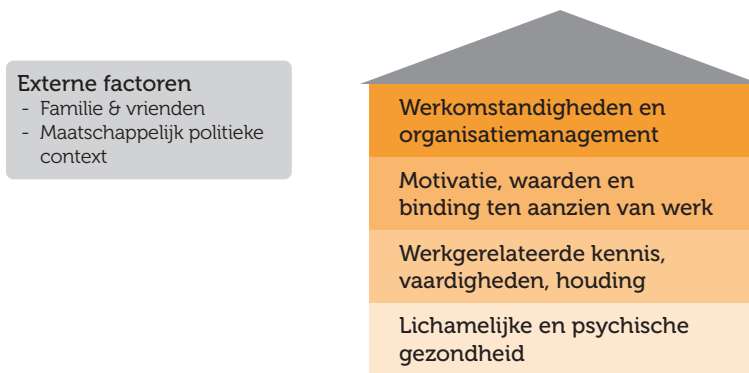 Externe factoren
- Familie & vrienden
- Maatschappelijk politieke
context
Werkomstandigheden en
organisatiemanagement
Motivatie, waarden en
binding ten aanzien van werk
Werkgerelateerde kennis,
vaardigheden, houding
Lichamelijke en psychische
gezondheid